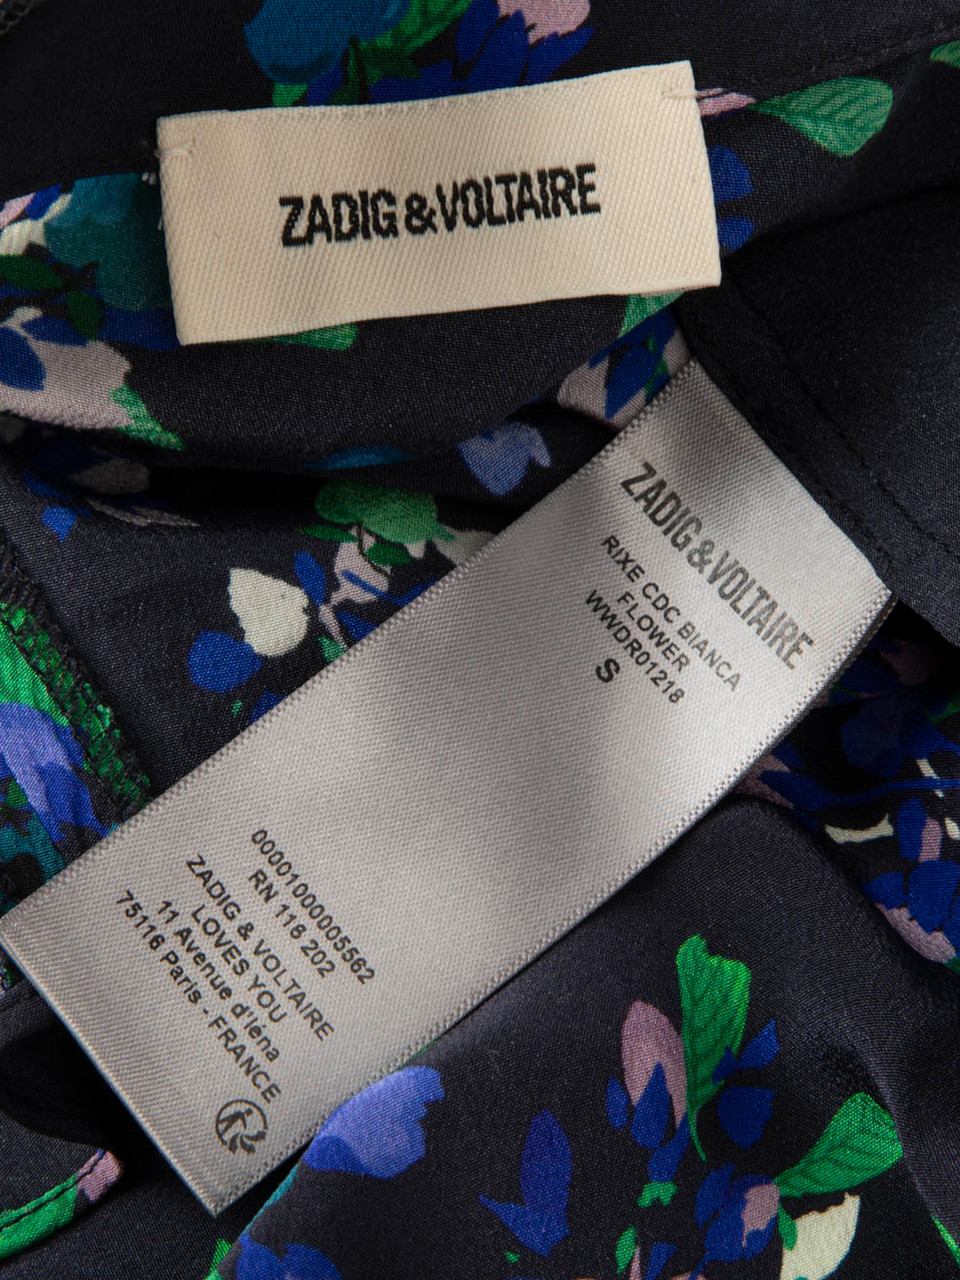 ZADIG & VOLTAIRE
ZADIG & VOLTAIRE
RIXE CDC BIANCA
FLOWER
WWDR01218
S
0000100005562
RN 116 202
ZADIG & VOLTAIRE
LOVES YOU
11 Avenue d'Iéna
75116 Paris - FRANCE